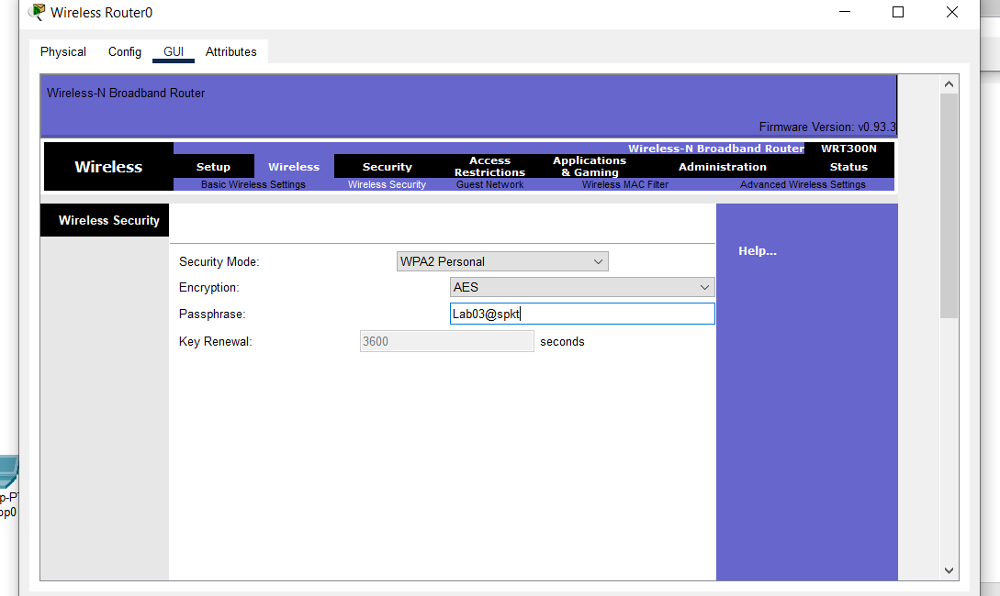 Wireless Router0
Physical Config GUI Attributes
Wireless-N Broadband Router
Firmware Version: v0.93.3
Wireless-N Broadband Router WRT300N
Wireless
Setup Wireless Security Access Restrictions Applications & Gaming Administration Status
Basic Wireless Settings Wireless Security Guest Network Wireless MAC Filter Advanced Wireless Settings
Wireless Security
Help...
Security Mode: WPA2 Personal
Encryption: AES
Passphrase: Lab03@spkt
Key Renewal: 3600 seconds